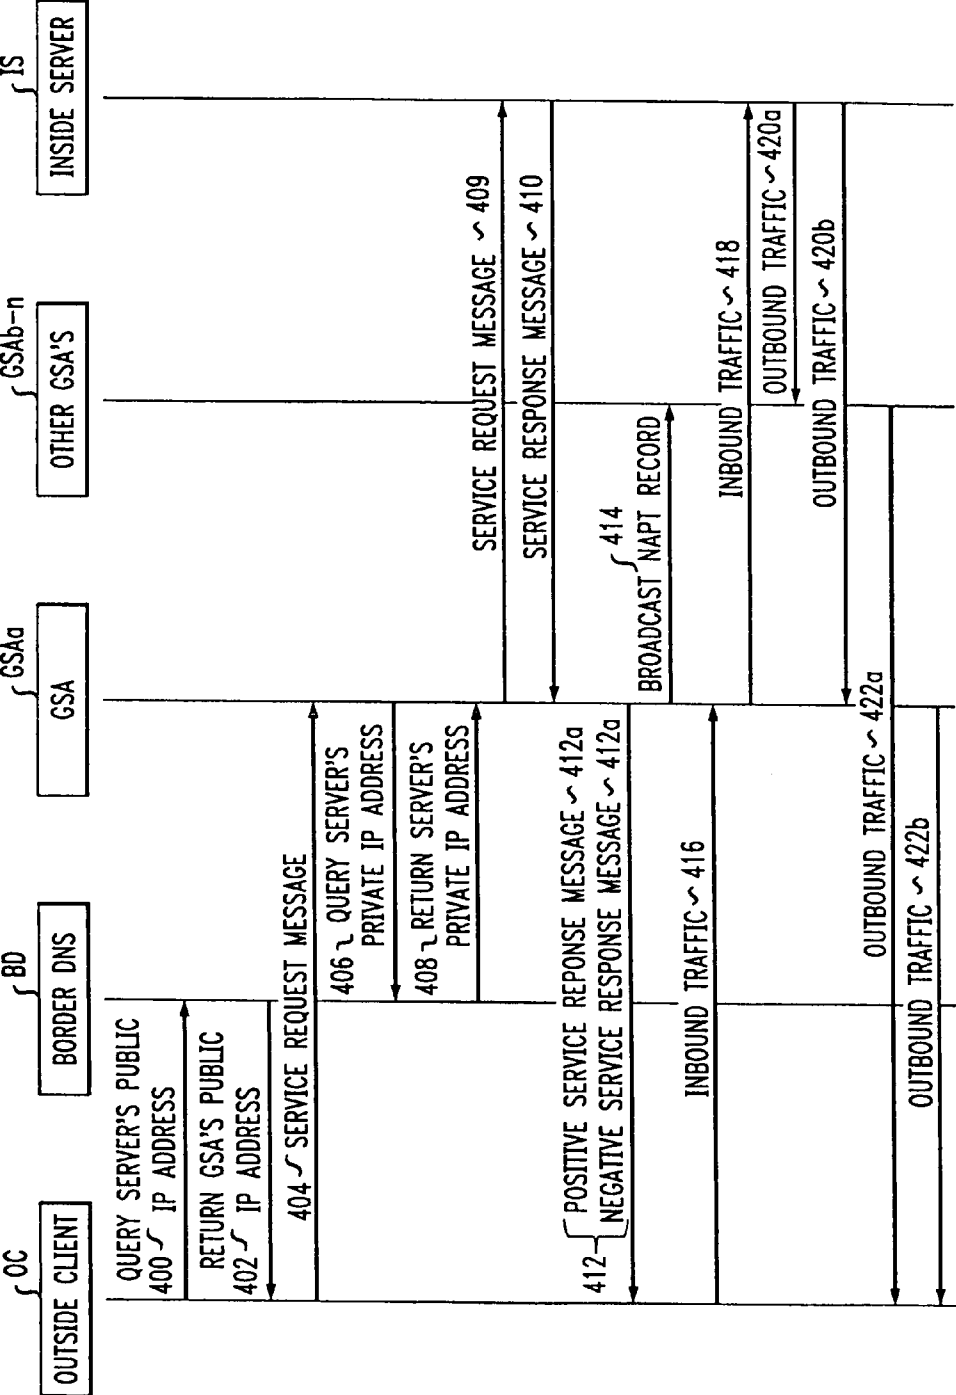 OC
OUTSIDE CLIENT
BD
BORDER DNS
GSAa
GSA
GSAb-n
OTHER GSA'S
IS
INSIDE SERVER
QUERY SERVER'S PUBLIC
400 IP ADDRESS
RETURN GSA'S PUBLIC
402 IP ADDRESS
404 SERVICE REQUEST MESSAGE
406 QUERY SERVER'S
PRIVATE IP ADDRESS
408 RETURN SERVER'S
PRIVATE IP ADDRESS
SERVICE REQUEST MESSAGE 409
SERVICE RESPONSE MESSAGE 410
412
POSITIVE SERVICE REPONSE MESSAGE 412a
NEGATIVE SERVICE RESPONSE MESSAGE 412a
414
BROADCAST NAPT RECORD
INBOUND TRAFFIC 416
INBOUND TRAFFIC 418
OUTBOUND TRAFFIC 420a
OUTBOUND TRAFFIC 420b
OUTBOUND TRAFFIC 422a
OUTBOUND TRAFFIC 422b